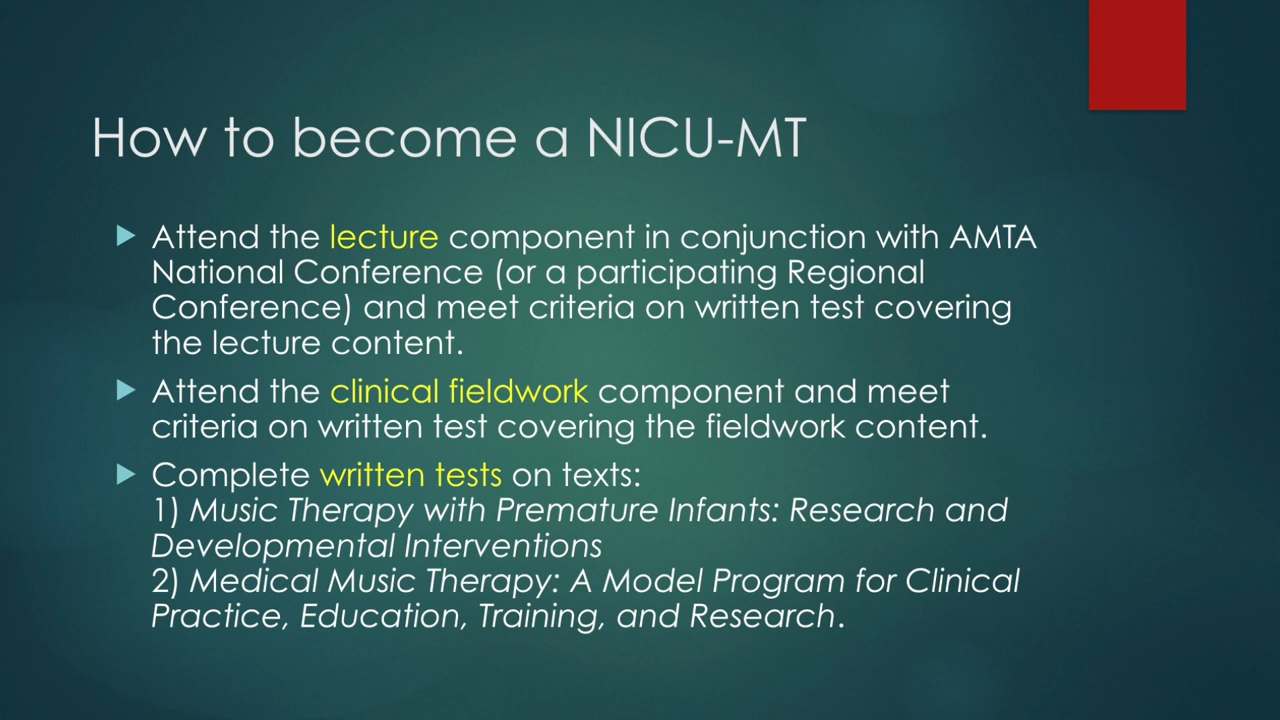 How to become a NICU-MT
Attend the lecture component in conjunction with AMTA
National Conference (or a participating Regional
Conference) and meet criteria on written test covering
the lecture content.
Attend the clinical fieldwork component and meet
criteria on written test covering the fieldwork content.
Complete written tests on texts:
1) Music Therapy with Premature Infants: Research and
Developmental Interventions
2) Medical Music Therapy: A Model Program for Clinical
Practice, Education, Training, and Research.